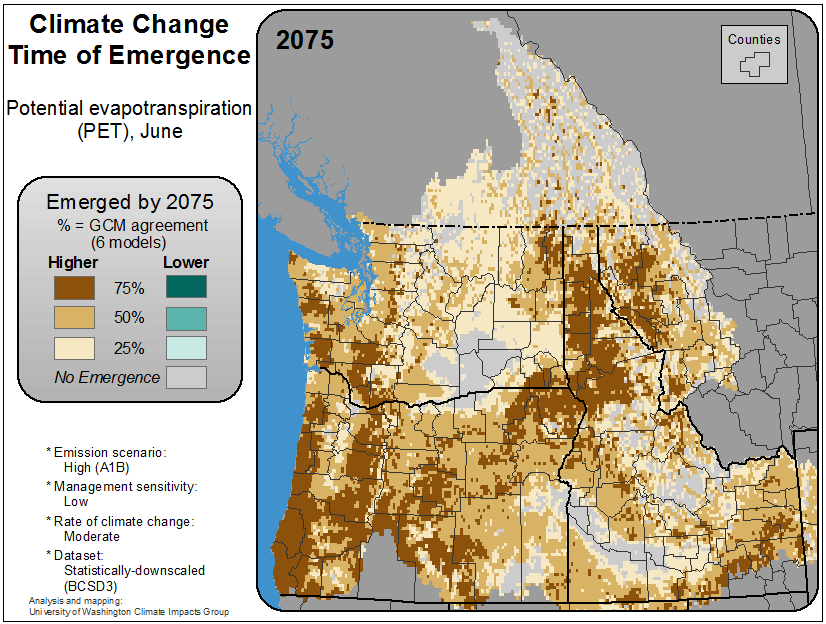 Climate Change
Time of Emergence
2075
Counties
Potential evapotranspiration
(PET), June
Emerged by 2075
% = GCM agreement
(6 models)
Higher Lower
75%
50%
25%
No Emergence
* Emission scenario:
High (A1B)
* Management sensitivity:
Low
* Rate of climate change:
Moderate
* Dataset:
Statistically-downscaled
(BCSD3)
Analysis and mapping:
University of Washington Climate Impacts Group